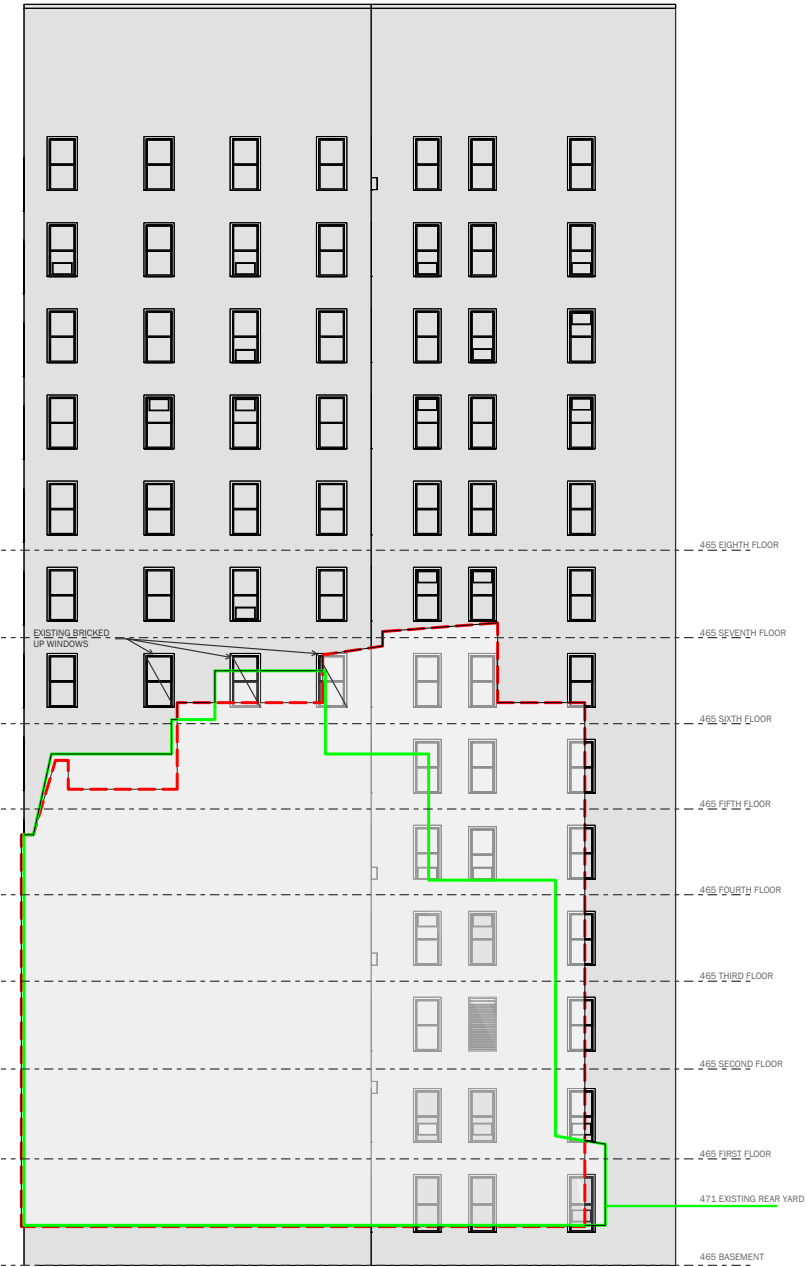 465 EIGHTH FLOOR
EXISTING BRICKED
UP WINDOWS
465 SEVENTH FLOOR
465 SIXTH FLOOR
465 FIFTH FLOOR
465 FOURTH FLOOR
465 THIRD FLOOR
465 SECOND FLOOR
465 FIRST FLOOR
471 EXISTING REAR YARD
465 BASEMENT